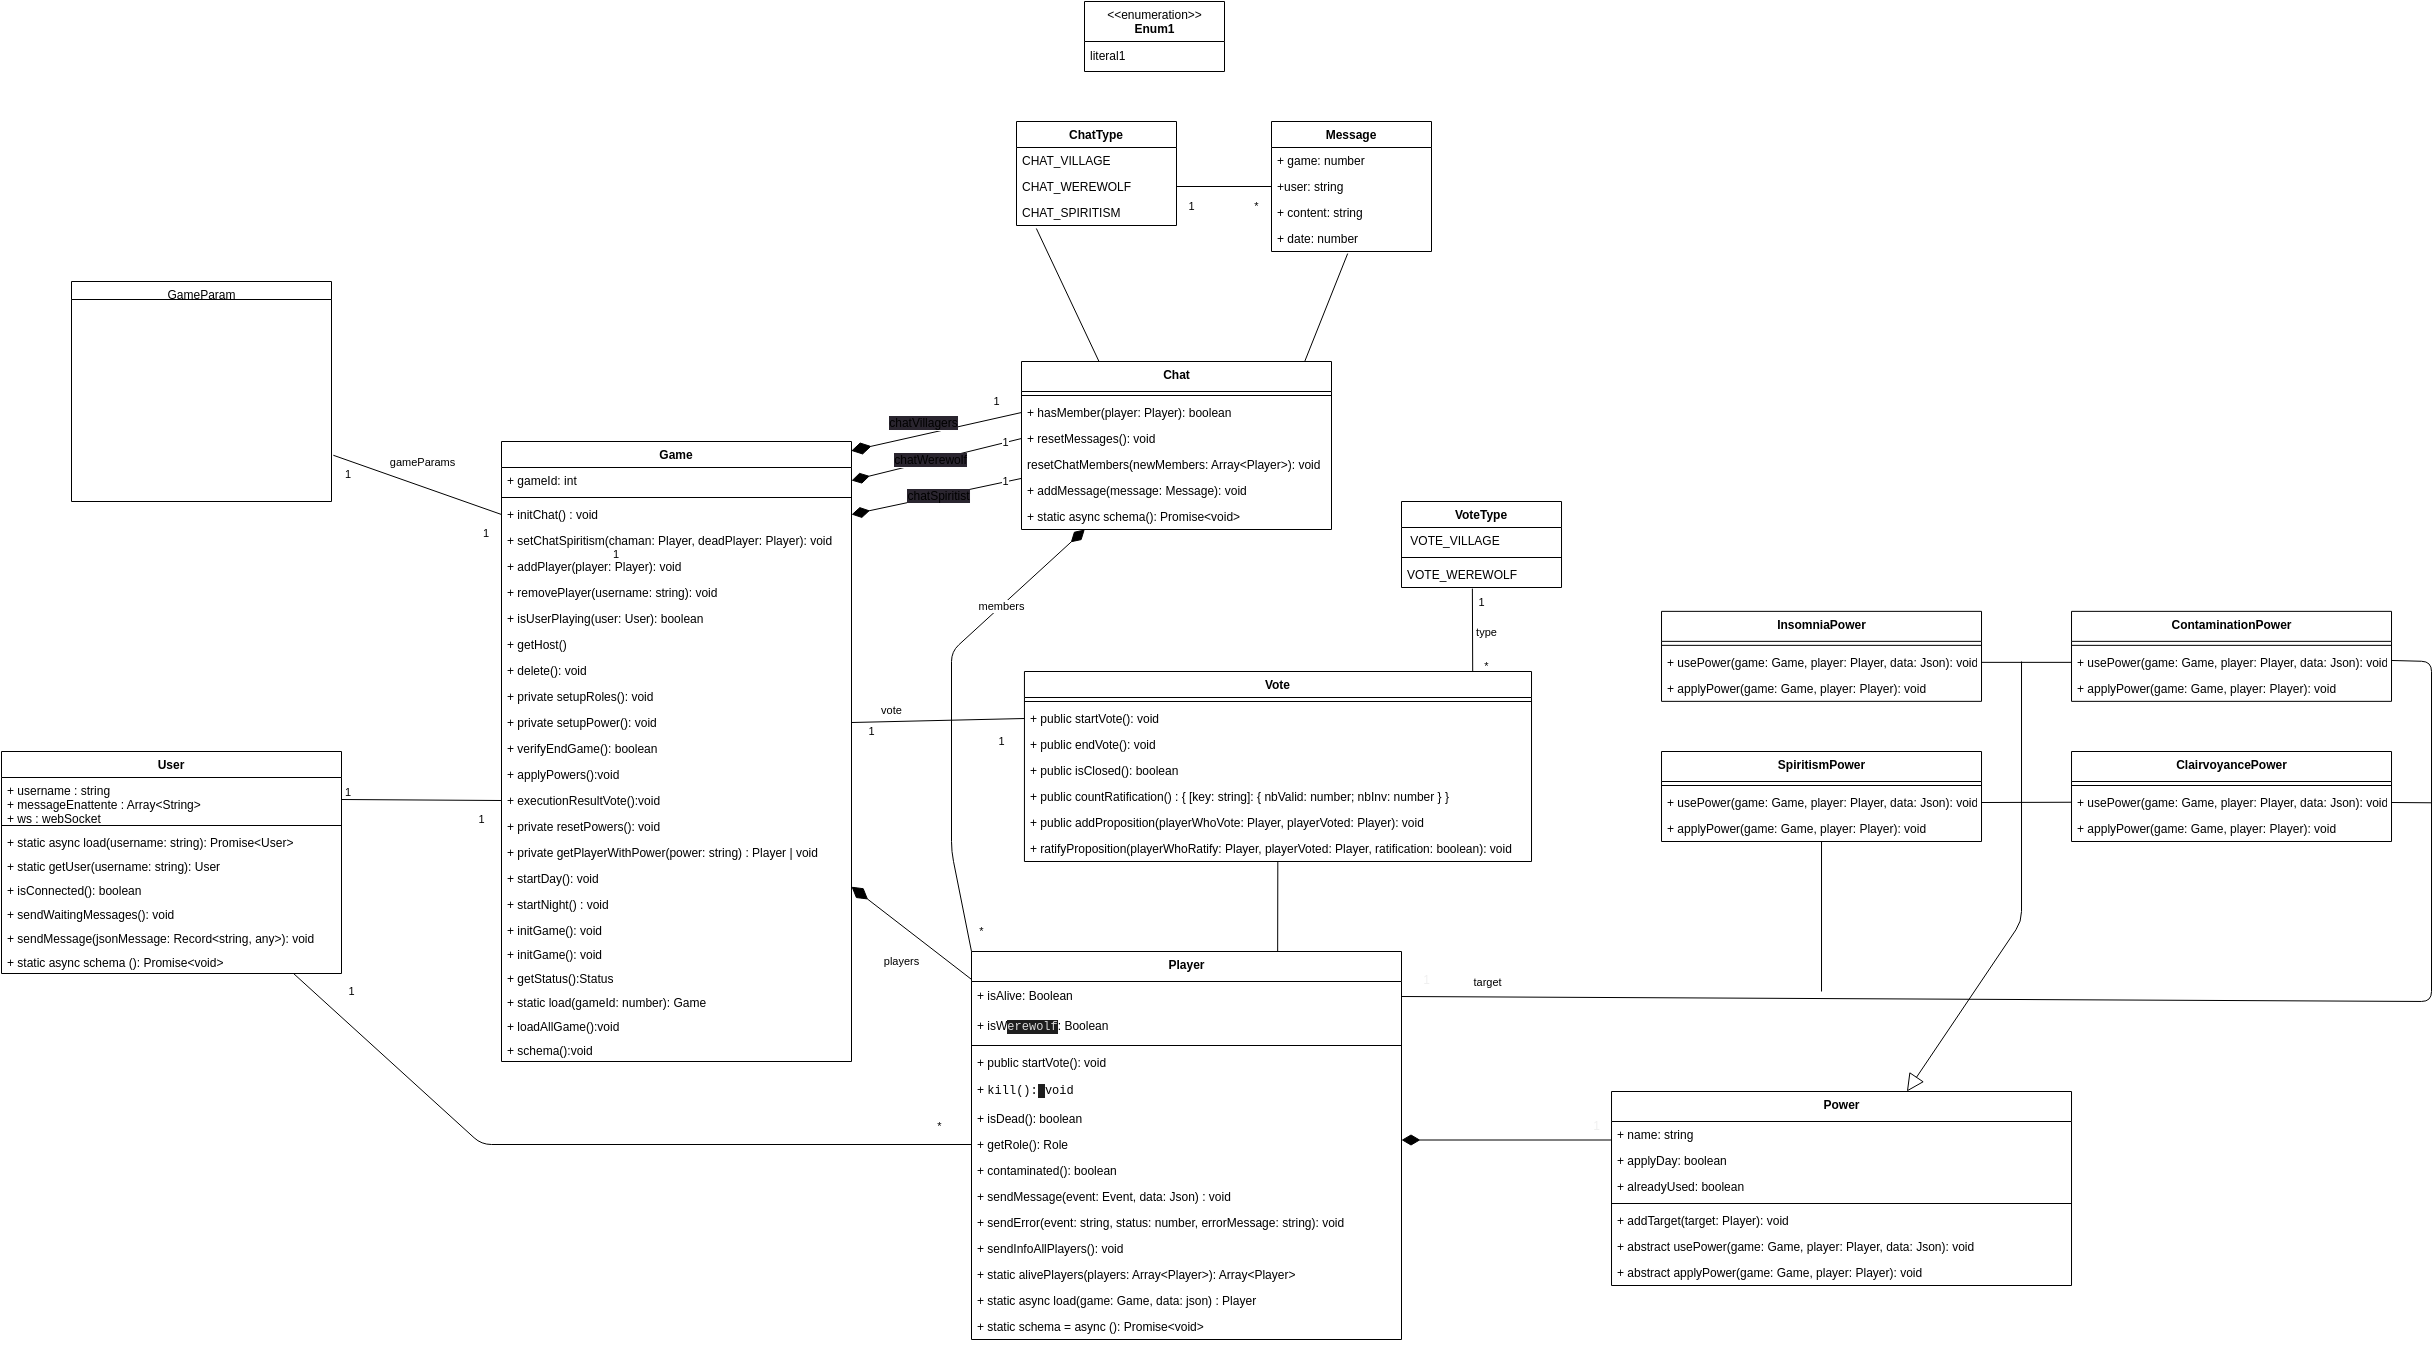 <<enumeration>>
Enum1
literal1
ChatType
CHAT_VILLAGE
CHAT_WEREWOLF
CHAT_SPIRITISM
1
*
Message
+ game: number
+user: string
+ content: string
+ date: number
GameParam
gameParams
1
1
Chat
+ hasMember(player: Player): boolean
+ resetMessages(): void
resetChatMembers(newMembers: Array<Player>): void
+ addMessage(message: Message): void
+ static async schema(): Promise<void>
chatVillagers
1
chatWerewolf
1
chatSpiritist
1
Game
+ gameId: int
+ initChat() : void
+ setChatSpiritism(chaman: Player, deadPlayer: Player): void
1
+ addPlayer(player: Player): void
+ removePlayer(username: string): void
+ isUserPlaying(user: User): boolean
+ getHost()
+ delete(): void
+ private setupRoles(): void
+ private setupPower(): void
+ verifyEndGame(): boolean
+ applyPowers():void
+ executionResultVote():void
+ private resetPowers(): void
+ private getPlayerWithPower(power: string) : Player | void
+ startDay(): void
+ startNight() : void
+ initGame(): void
+ initGame(): void
+ getStatus():Status
+ static load(gameId: number): Game
+ loadAllGame():void
+ schema():void
members
*
VoteType
VOTE_VILLAGE
VOTE_WEREWOLF
1
type
*
vote
1
1
Vote
+ public startVote(): void
+ public endVote(): void
+ public isClosed(): boolean
+ public countRatification() : { [key: string]: { nbValid: number; nbInv: number } }
+ public addProposition(playerWhoVote: Player, playerVoted: Player): void
+ ratifyProposition(playerWhoRatify: Player, playerVoted: Player, ratification: boolean): void
InsomniaPower
+ usePower(game: Game, player: Player, data: Json): void
+ applyPower(game: Game, player: Player): void
ContaminationPower
+ usePower(game: Game, player: Player, data: Json): void
+ applyPower(game: Game, player: Player): void
SpiritismPower
+ usePower(game: Game, player: Player, data: Json): void
+ applyPower(game: Game, player: Player): void
ClairvoyancePower
+ usePower(game: Game, player: Player, data: Json): void
+ applyPower(game: Game, player: Player): void
User
+ username : string
+ messageEnattente : Array<String>
+ ws : webSocket
+ static async load(username: string): Promise<User>
+ static getUser(username: string): User
+ isConnected(): boolean
+ sendWaitingMessages(): void
+ sendMessage(jsonMessage: Record<string, any>): void
+ static async schema (): Promise<void>
1
1
1
*
players
Player
+ isAlive: Boolean
+ isWerewolf: Boolean
+ public startVote(): void
+ kill(): void
+ isDead(): boolean
+ getRole(): Role
+ contaminated(): boolean
+ sendMessage(event: Event, data: Json) : void
+ sendError(event: string, status: number, errorMessage: string): void
+ sendInfoAllPlayers(): void
+ static alivePlayers(players: Array<Player>): Array<Player>
+ static async load(game: Game, data: json) : Player
+ static schema = async (): Promise<void>
1
target
1
Power
+ name: string
+ applyDay: boolean
+ alreadyUsed: boolean
+ addTarget(target: Player): void
+ abstract usePower(game: Game, player: Player, data: Json): void
+ abstract applyPower(game: Game, player: Player): void